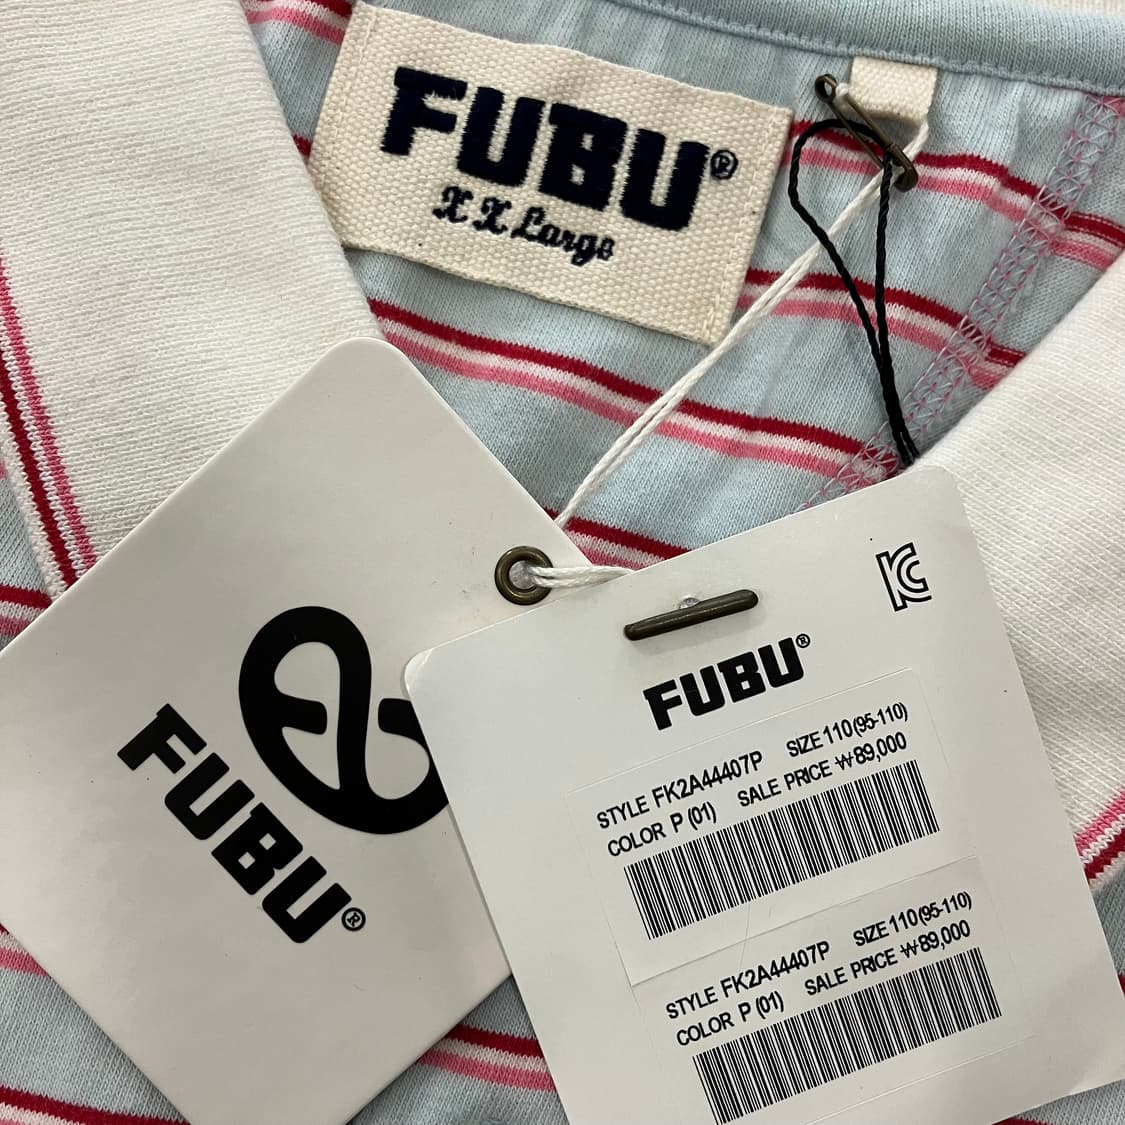 FUBU®
X X Large
FUBU®
FUBU®
STYLE FK2A44407P SIZE 110(95-110)
COLOR P (01) SALE PRICE ₩89,000
STYLE FK2A44407P SIZE 110(95-110)
COLOR P (01) SALE PRICE ₩89,000